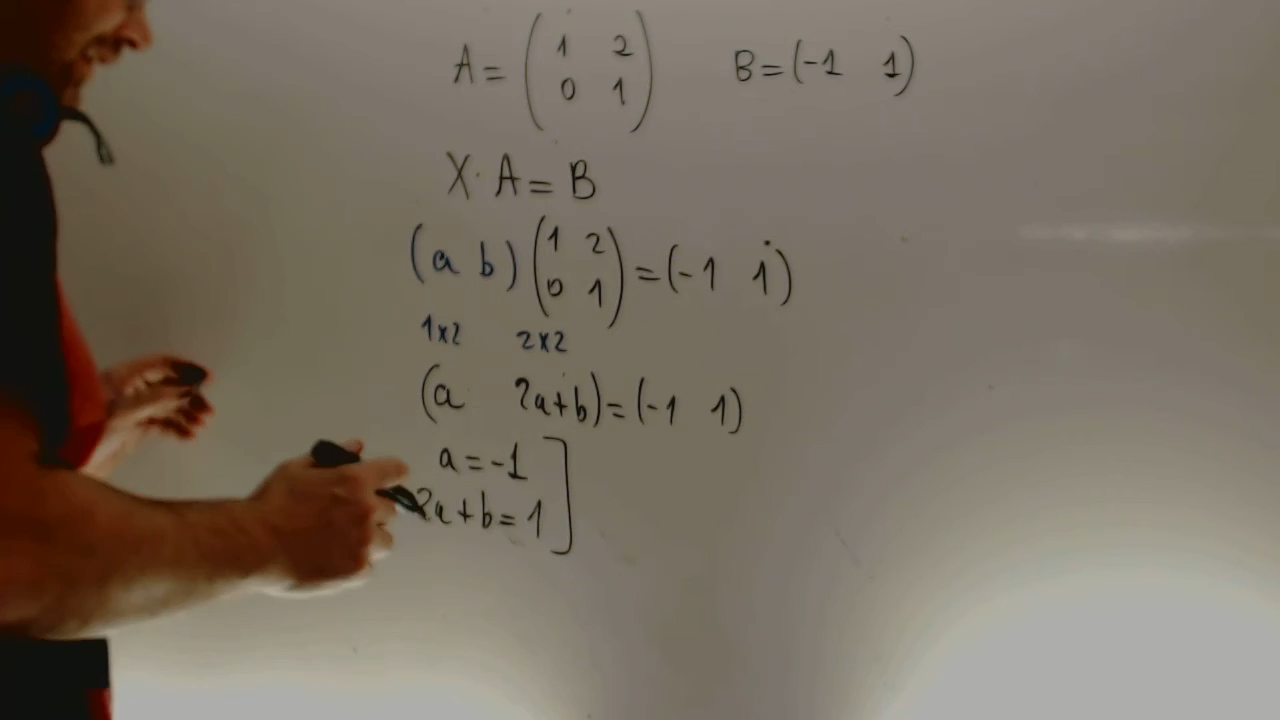 A = ( 1 2 B = (-1 1)
0 1 )
X · A = B
(a b) ( 1 2 = (-1 1)
0 1 )
1x2 2x2
(a 2a+b) = (-1 1)
a = -1 ]
2a+b = 1